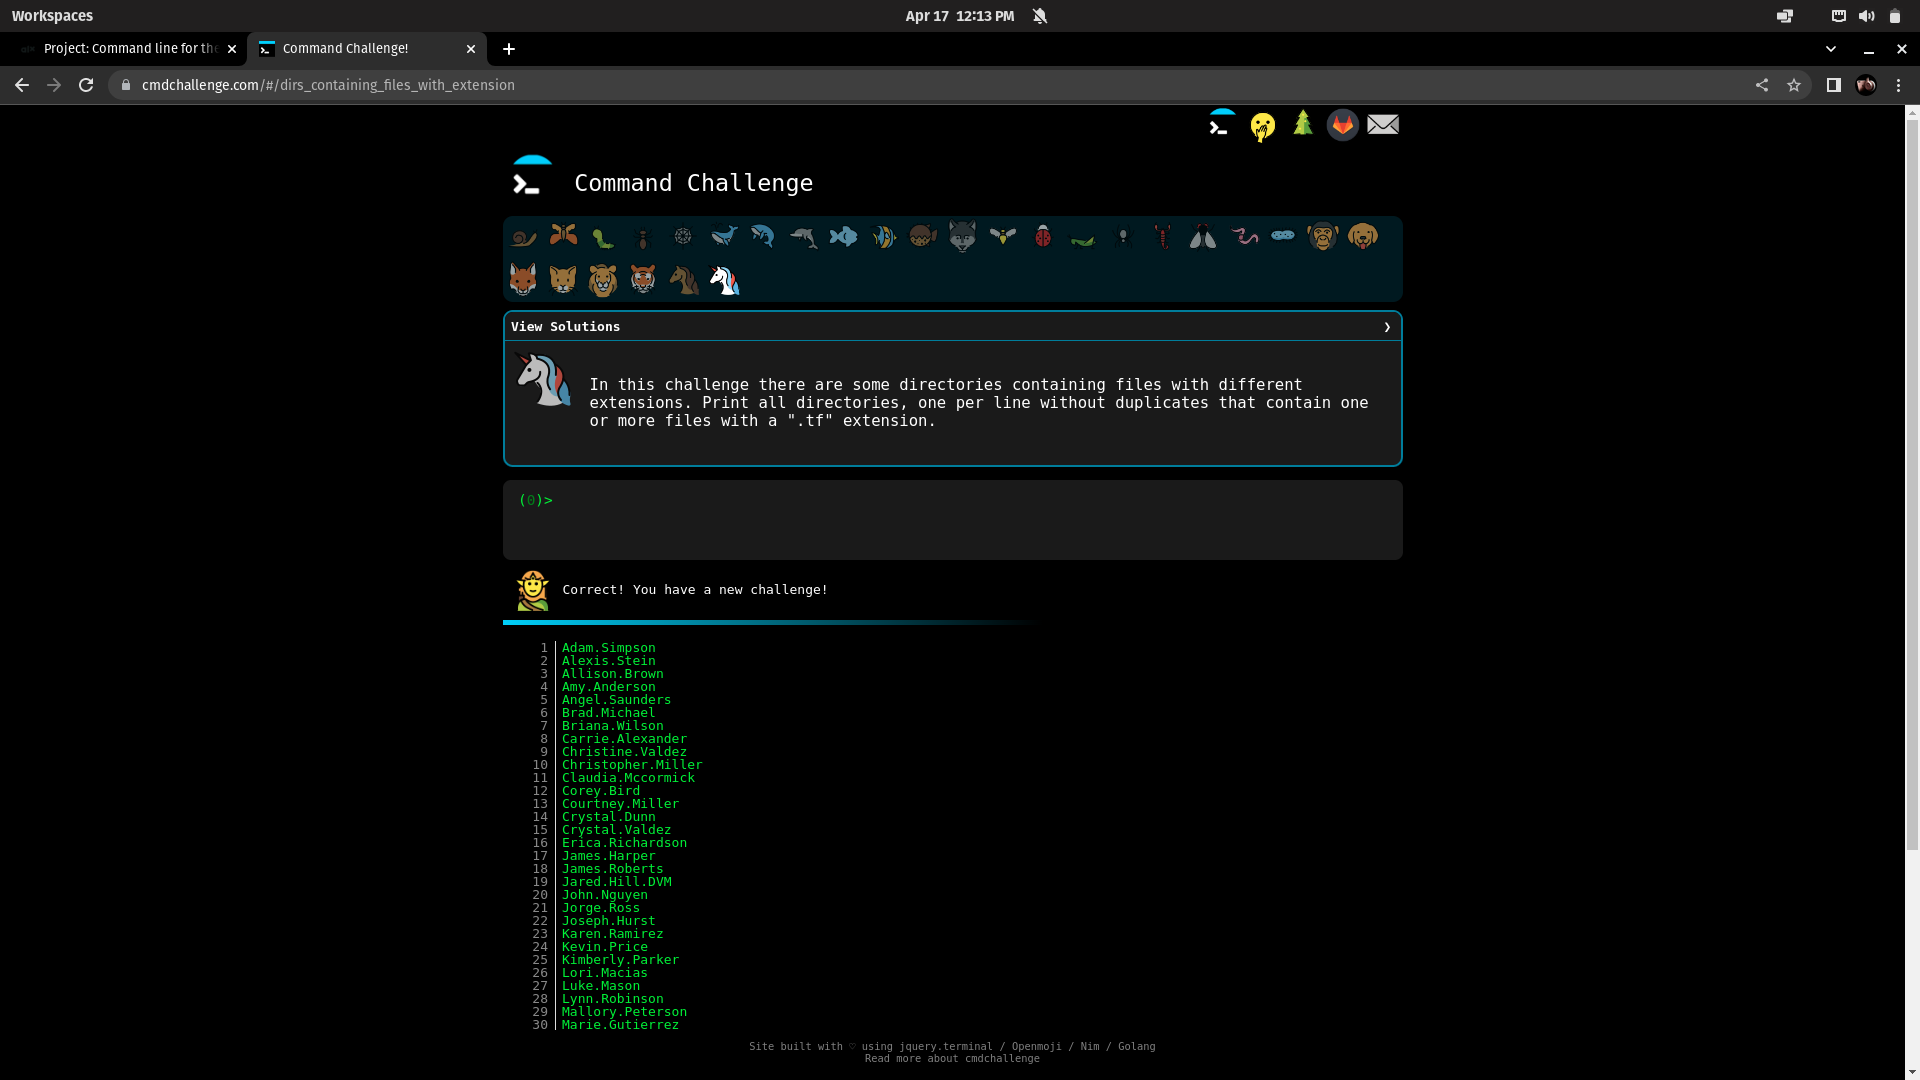 Workspaces
Apr 17 12:13 PM
Project: Command line for the
Command Challenge!
cmdchallenge.com/#/dirs_containing_files_with_extension
Command Challenge
View Solutions
In this challenge there are some directories containing files with different
extensions. Print all directories, one per line without duplicates that contain one
or more files with a ".tf" extension.
(0)>
Correct! You have a new challenge!
1 Adam.Simpson
2 Alexis.Stein
3 Allison.Brown
4 Amy.Anderson
5 Angel.Saunders
6 Brad.Michael
7 Briana.Wilson
8 Carrie.Alexander
9 Christine.Valdez
10 Christopher.Miller
11 Claudia.Mccormick
12 Corey.Bird
13 Courtney.Miller
14 Crystal.Dunn
15 Crystal.Valdez
16 Erica.Richardson
17 James.Harper
18 James.Roberts
19 Jared.Hill.DVM
20 John.Nguyen
21 Jorge.Ross
22 Joseph.Hurst
23 Karen.Ramirez
24 Kevin.Price
25 Kimberly.Parker
26 Lori.Macias
27 Luke.Mason
28 Lynn.Robinson
29 Mallory.Peterson
30 Marie.Gutierrez
Site built with ♡ using jquery.terminal / Openmoji / Nim / Golang
Read more about cmdchallenge